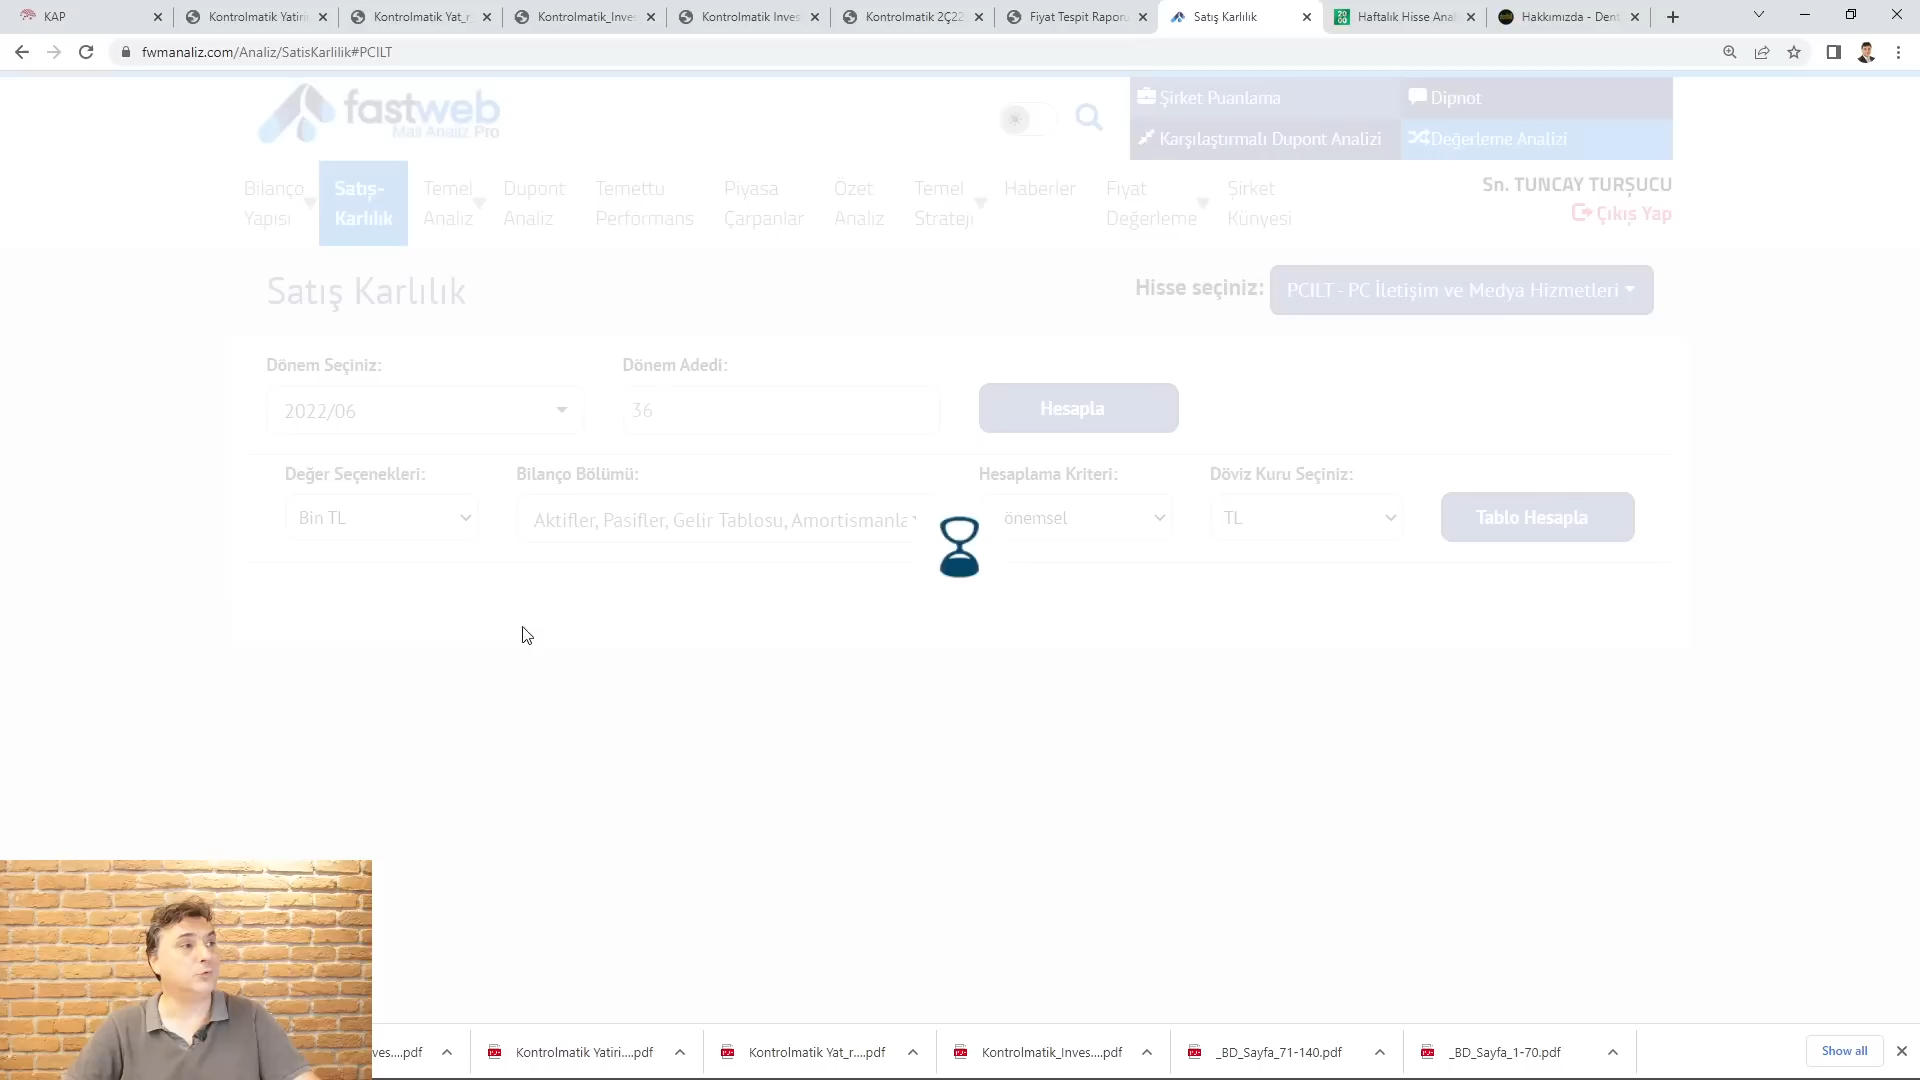 KAP
Kontrolmatik Yatiri
Kontrolmatik Yat_r
Kontrolmatik_Inves
Kontrolmatik Inves
Kontrolmatik 2Ç22
Fiyat Tespit Raporu
Satış Karlılık
Haftalık Hisse Anal
Hakkımızda - Dent
fwmanaliz.com/Analiz/SatisKarlilik#PCILT
fastweb
Mali Analiz Pro
Şirket Puanlama
Dipnot
Karşılaştırmalı Dupont Analizi
Değerleme Analizi
Bilanço Yapısı
Satış-Karlılık
Temel Analiz
Dupont Analiz
Temettu Performans
Piyasa Çarpanlar
Özet Analiz
Temel Strateji
Haberler
Fiyat Değerleme
Şirket Künyesi
Sn. TUNCAY TURŞUCU
Çıkış Yap
Satış Karlılık
Hisse seçiniz:
PCILT - PC İletişim ve Medya Hizmetleri
Dönem Seçiniz:
Dönem Adedi:
2022/06
36
Hesapla
Değer Seçenekleri:
Bilanço Bölümü:
Hesaplama Kriteri:
Döviz Kuru Seçiniz:
Bin TL
Aktifler, Pasifler, Gelir Tablosu, Amortismanla
önemsel
TL
Tablo Hesapla
ves....pdf
Kontrolmatik Yatiri....pdf
Kontrolmatik Yat_r....pdf
Kontrolmatik_Inves....pdf
_BD_Sayfa_71-140.pdf
_BD_Sayfa_1-70.pdf
Show all